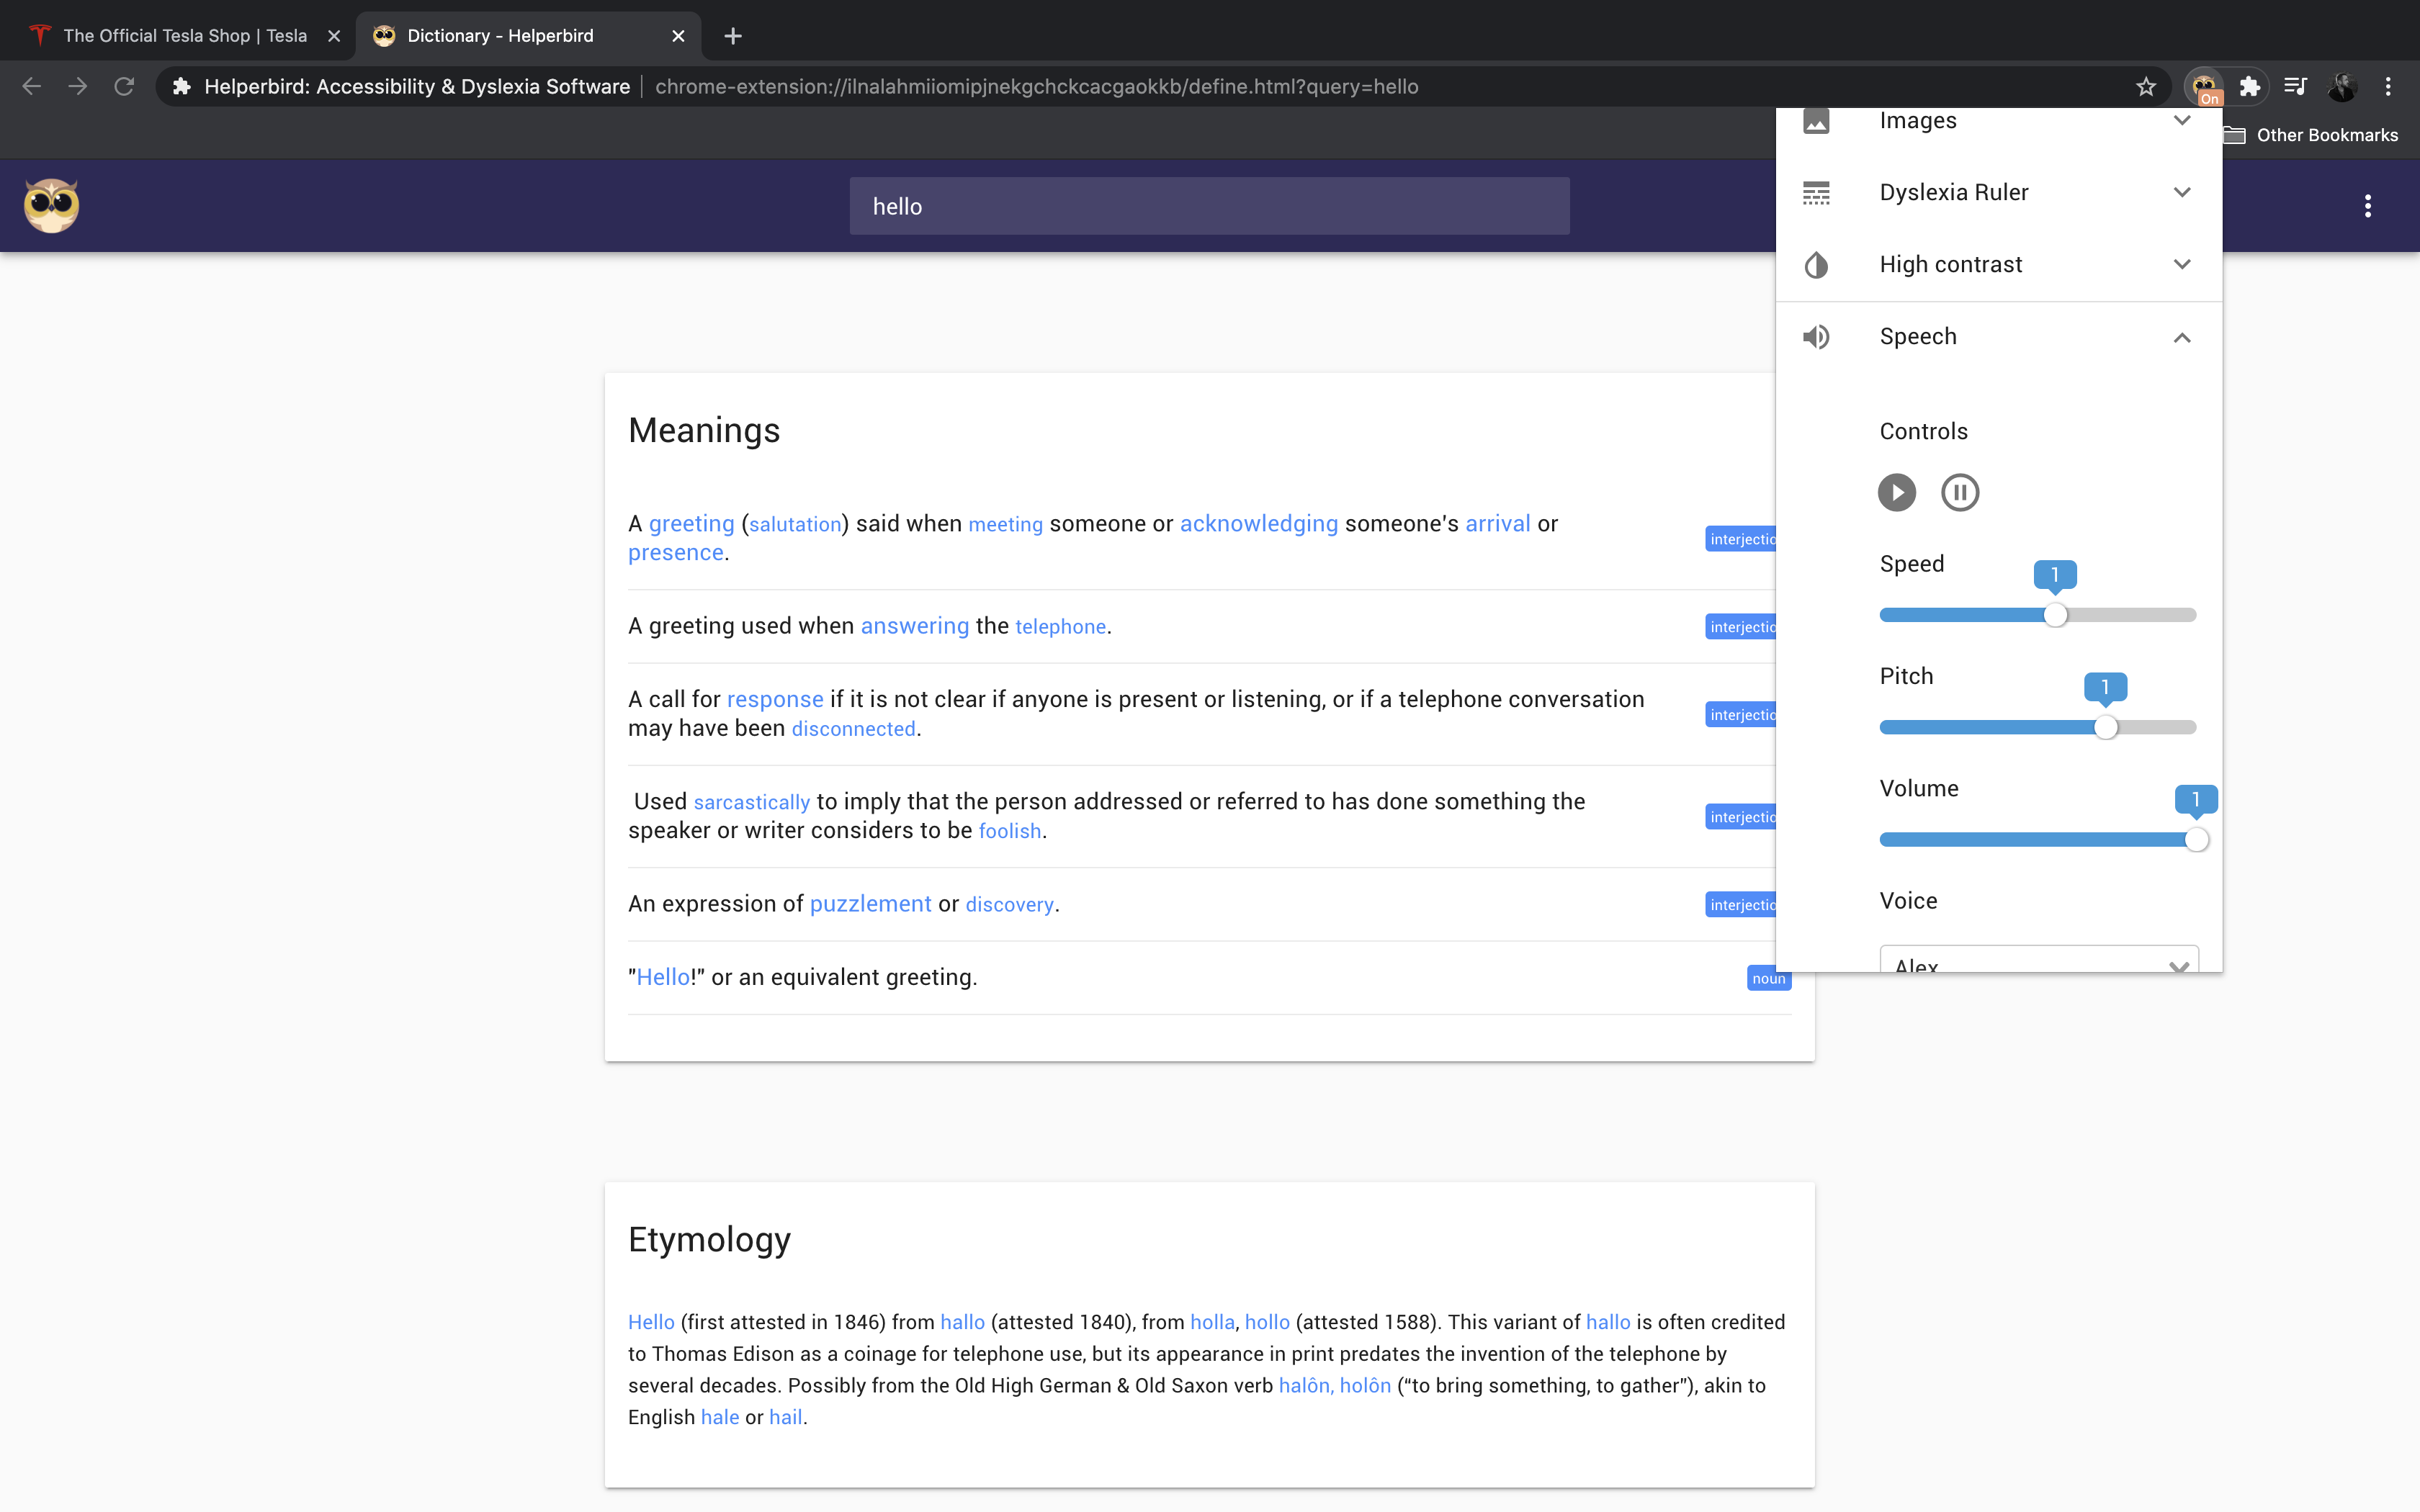 The Official Tesla Shop | Tesla
Dictionary - Helperbird
Helperbird: Accessibility & Dyslexia Software
chrome-extension://ilnalahmiiomipjnekgchckcacgaokkb/define.html?query=hello
On
Other Bookmarks
hello
Images
Dyslexia Ruler
High contrast
Speech
Controls
Speed
1
Pitch
1
Volume
1
Voice
Alex
Meanings
A greeting (salutation) said when meeting someone or acknowledging someone's arrival or
presence.
interjectio
A greeting used when answering the telephone.
interjectio
A call for response if it is not clear if anyone is present or listening, or if a telephone conversation
may have been disconnected.
interjectio
Used sarcastically to imply that the person addressed or referred to has done something the
speaker or writer considers to be foolish.
interjectio
An expression of puzzlement or discovery.
interjectio
"Hello!" or an equivalent greeting.
noun
Etymology
Hello (first attested in 1846) from hallo (attested 1840), from holla, hollo (attested 1588). This variant of hallo is often credited
to Thomas Edison as a coinage for telephone use, but its appearance in print predates the invention of the telephone by
several decades. Possibly from the Old High German & Old Saxon verb halôn, holôn (“to bring something, to gather”), akin to
English hale or hail.